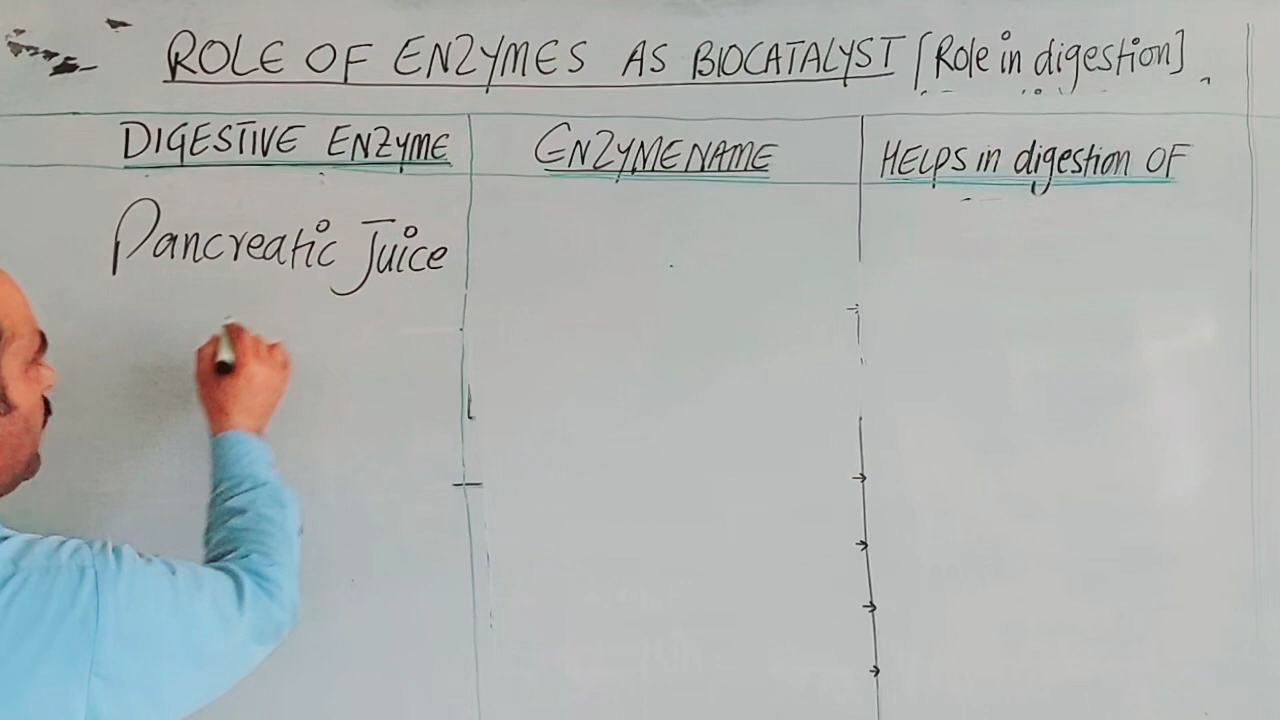 ROLE OF ENZYMES AS BIOCATALYST [Role in digestion]
DIGESTIVE ENZYME
ENZYME NAME
HELPS in digestion OF
Pancreatic Juice